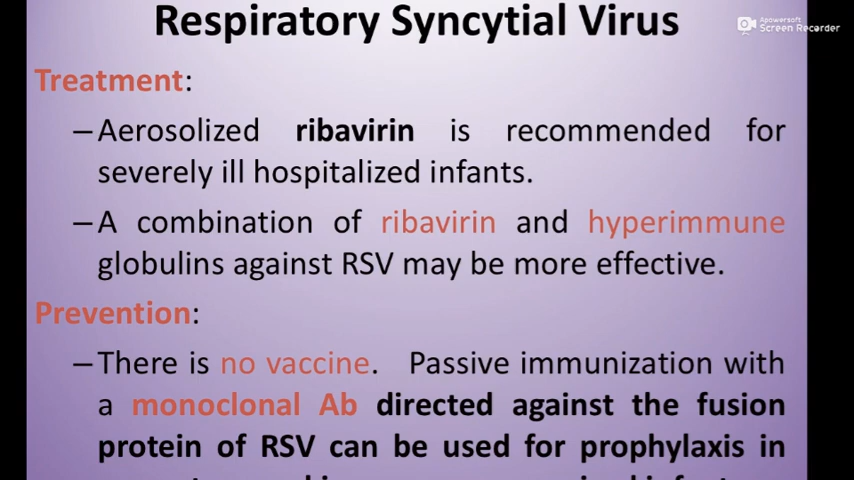 Respiratory Syncytial Virus
Apowersoft
Screen Recorder
Treatment:
–Aerosolized ribavirin is recommended for
severely ill hospitalized infants.
–A combination of ribavirin and hyperimmune
globulins against RSV may be more effective.
Prevention:
–There is no vaccine. Passive immunization with
a monoclonal Ab directed against the fusion
protein of RSV can be used for prophylaxis in